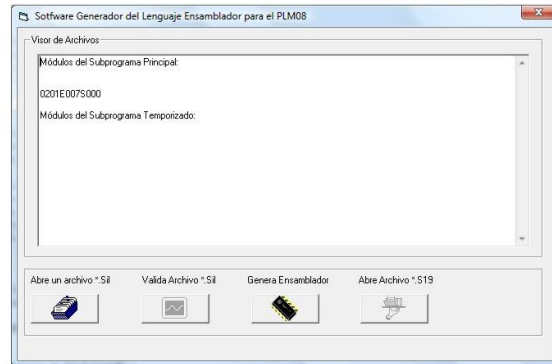 Sotfware Generador del Lenguaje Ensamblador para el PLM08
Visor de Archivos
Módulos del Subprograma Principal:
0201E007S000
Módulos del Subprograma Temporizado:
Abre un archivo *.Sil
Valida Archivo *.Sil
Genera Ensamblador
Abre Archivo *.S19